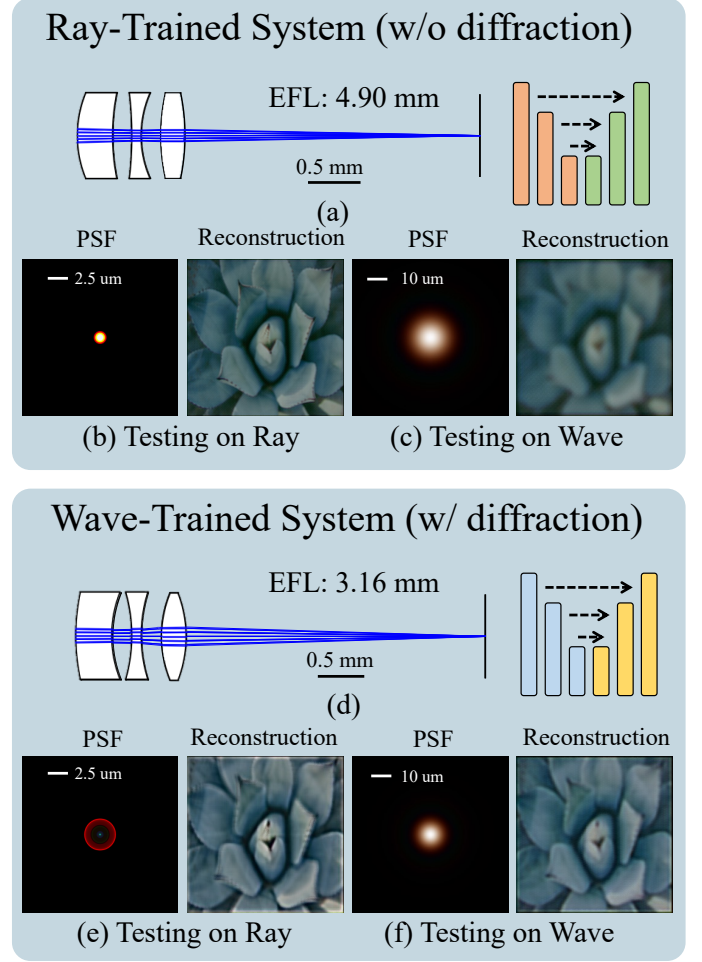 Ray-Trained System (w/o diffraction)
EFL: 4.90 mm
0.5 mm
(a)
PSF
Reconstruction
PSF
Reconstruction
2.5 um
10 um
(b) Testing on Ray
(c) Testing on Wave
Wave-Trained System (w/ diffraction)
EFL: 3.16 mm
0.5 mm
(d)
PSF
Reconstruction
PSF
Reconstruction
2.5 um
10 um
(e) Testing on Ray
(f) Testing on Wave